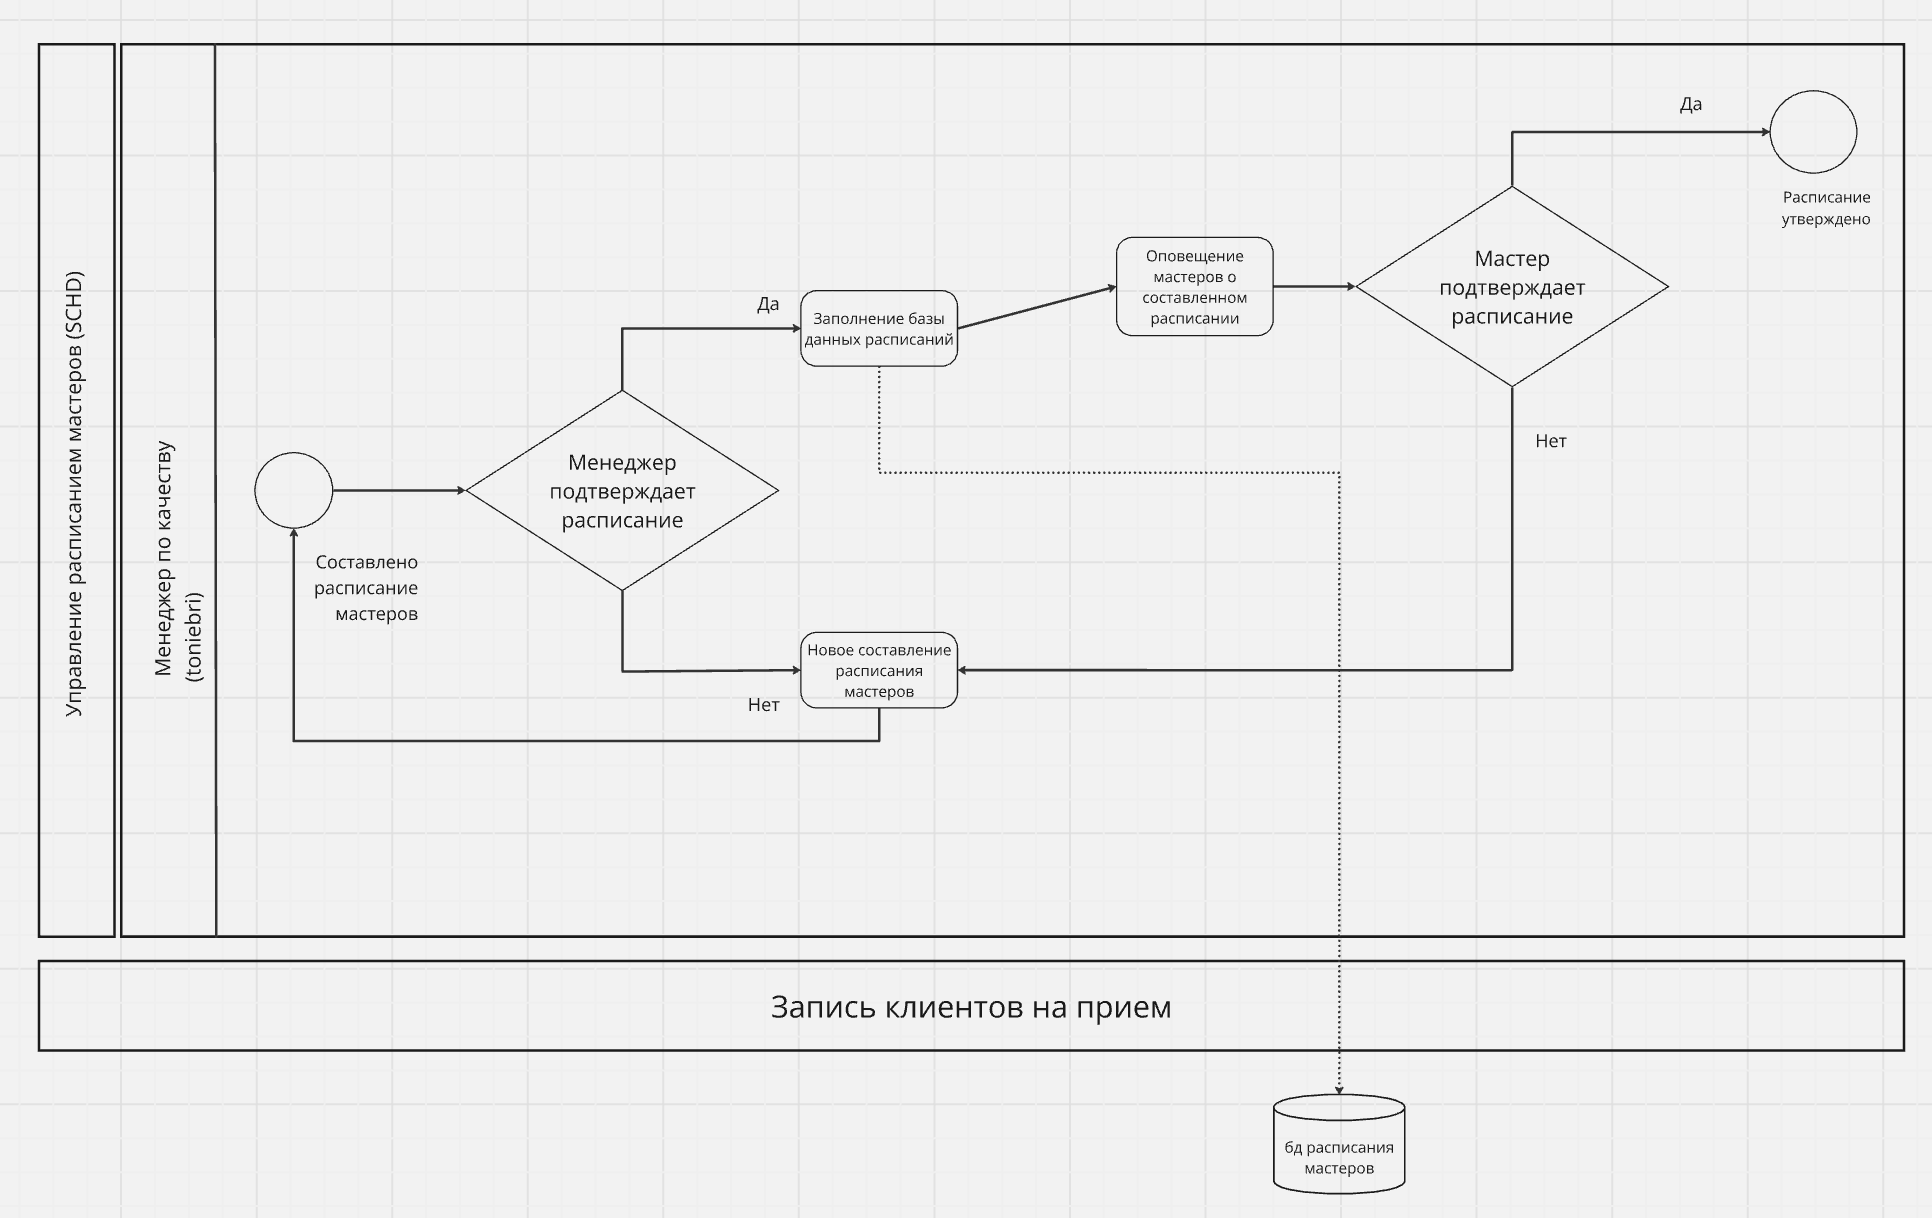 Управление расписанием мастеров (SCHD)
Менеджер по качеству
(toniebri)
Составлено
расписание
мастеров
Менеджер
подтверждает
расписание
Да
Заполнение базы
данных расписаний
Нет
Новое составление
расписания
мастеров
Оповещение
мастеров о
составленном
расписании
Мастер
подтверждает
расписание
Да
Расписание
утверждено
Нет
Запись клиентов на прием
бд расписания
мастеров